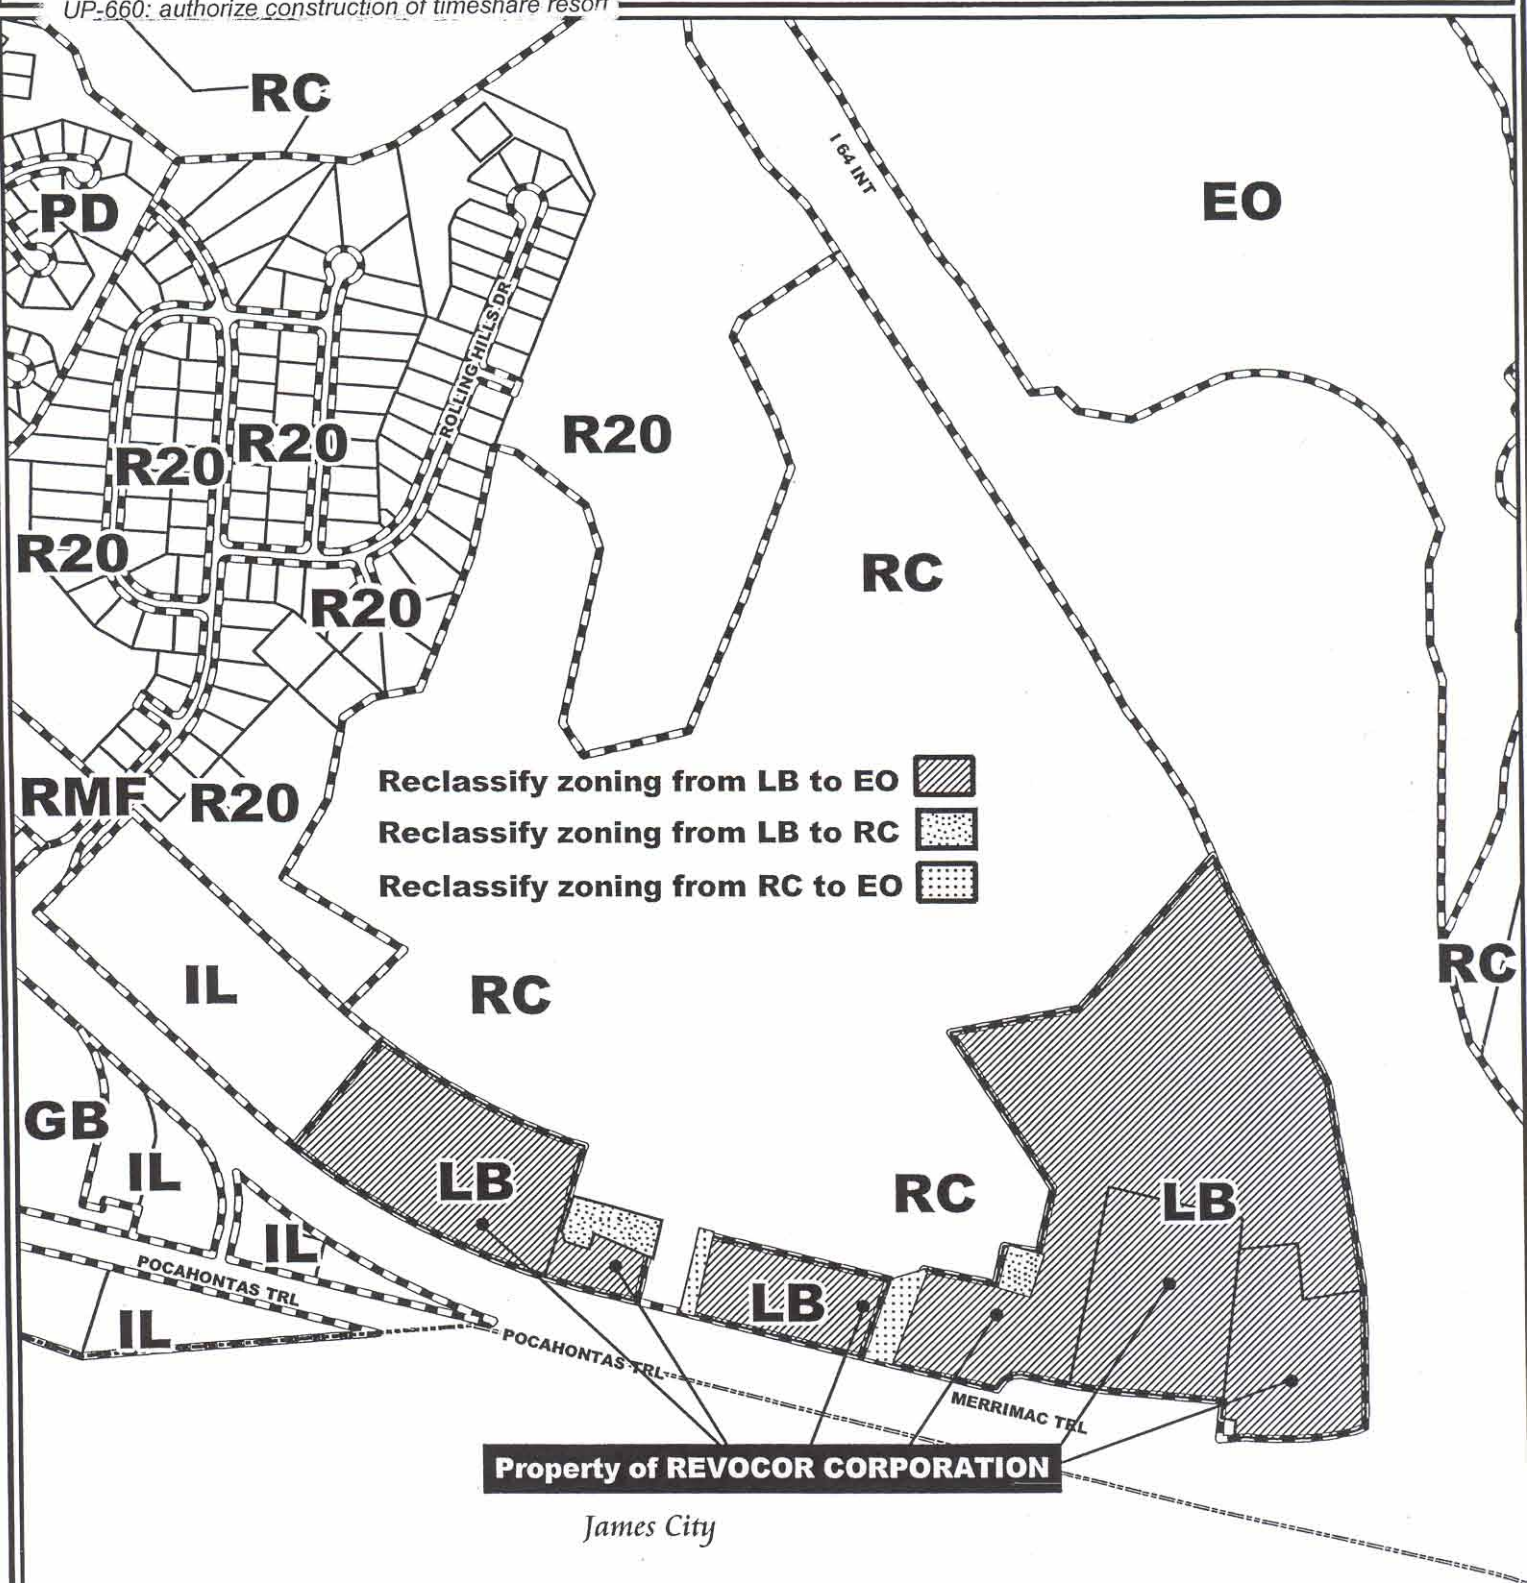 UP-660: authorize construction of timeshare resort
RC
I 64 INT
EO
PD
ROLLING HILLS DR
R20
R20
R20
R20
R20
RC
Reclassify zoning from LB to EO
RMF
R20
Reclassify zoning from LB to RC
Reclassify zoning from RC to EO
RC
IL
RC
GB
IL
LB
RC
LB
IL
POCAHONTAS TRL
LB
IL
POCAHONTAS TRL
MERRIMAC TRL
Property of REVOCOR CORPORATION
James City